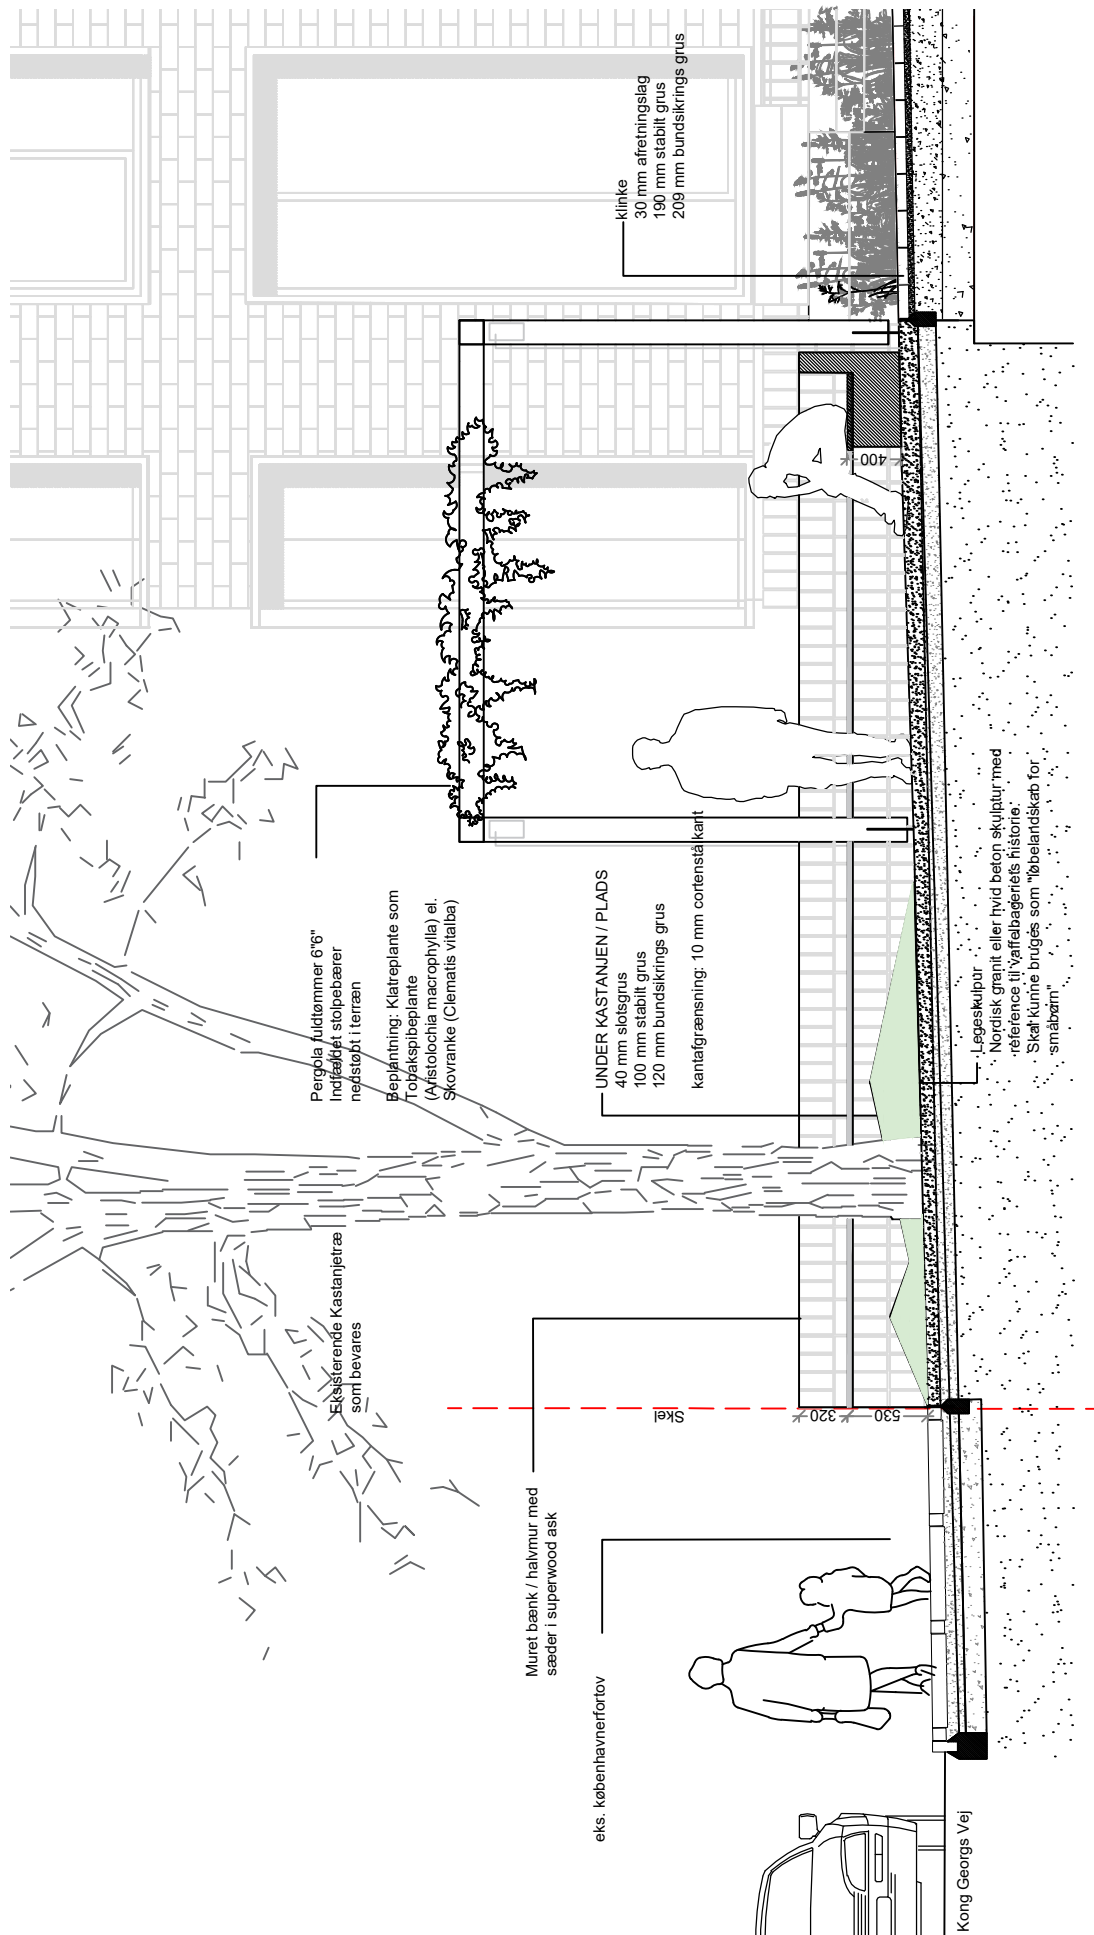 klinke
30 mm afretningslag
190 mm stabilt grus
209 mm bundsikrings grus
Pergola fuldtømmer 6"6"
Indfældet stolpebærer
nedstøbt i terræn
Beplantning: Klatreplante som
Tobakspibeplante
(Aristolochia macrophylla) el.
Skovranke (Clematis vitalba)
UNDER KASTANJEN / PLADS
40 mm slotsgrus
100 mm stabilt grus
120 mm bundsikrings grus
kantafgrænsning: 10 mm cortenstå kant
Legeskulpur
Nordisk granit eller hvid beton skulptur med
reference til vaffelbageriets historie.
Skal kunne bruges som "løbelandskab for
småbørn"
Eksisterende Kastanjetræ
som bevares
Muret bænk / halvmur med
sæder i superwood ask
eks. københavnerfortov
Skel
320
530
400
Kong Georgs Vej